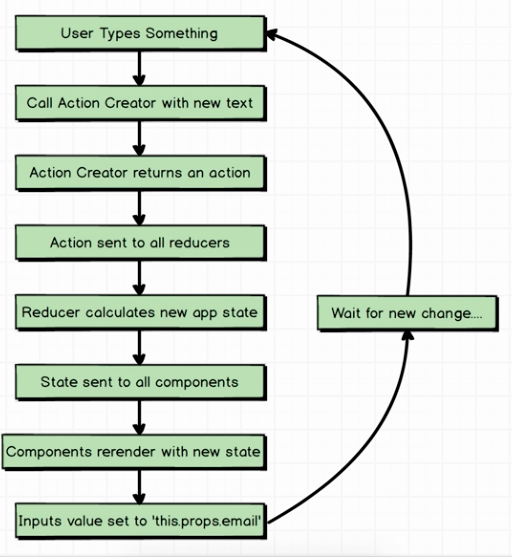 User Types Something
Call Action Creator with new text
Action Creator returns an action
Action sent to all reducers
Reducer calculates new app state
State sent to all components
Components rerender with new state
Inputs value set to 'this.props.email'
Wait for new change....